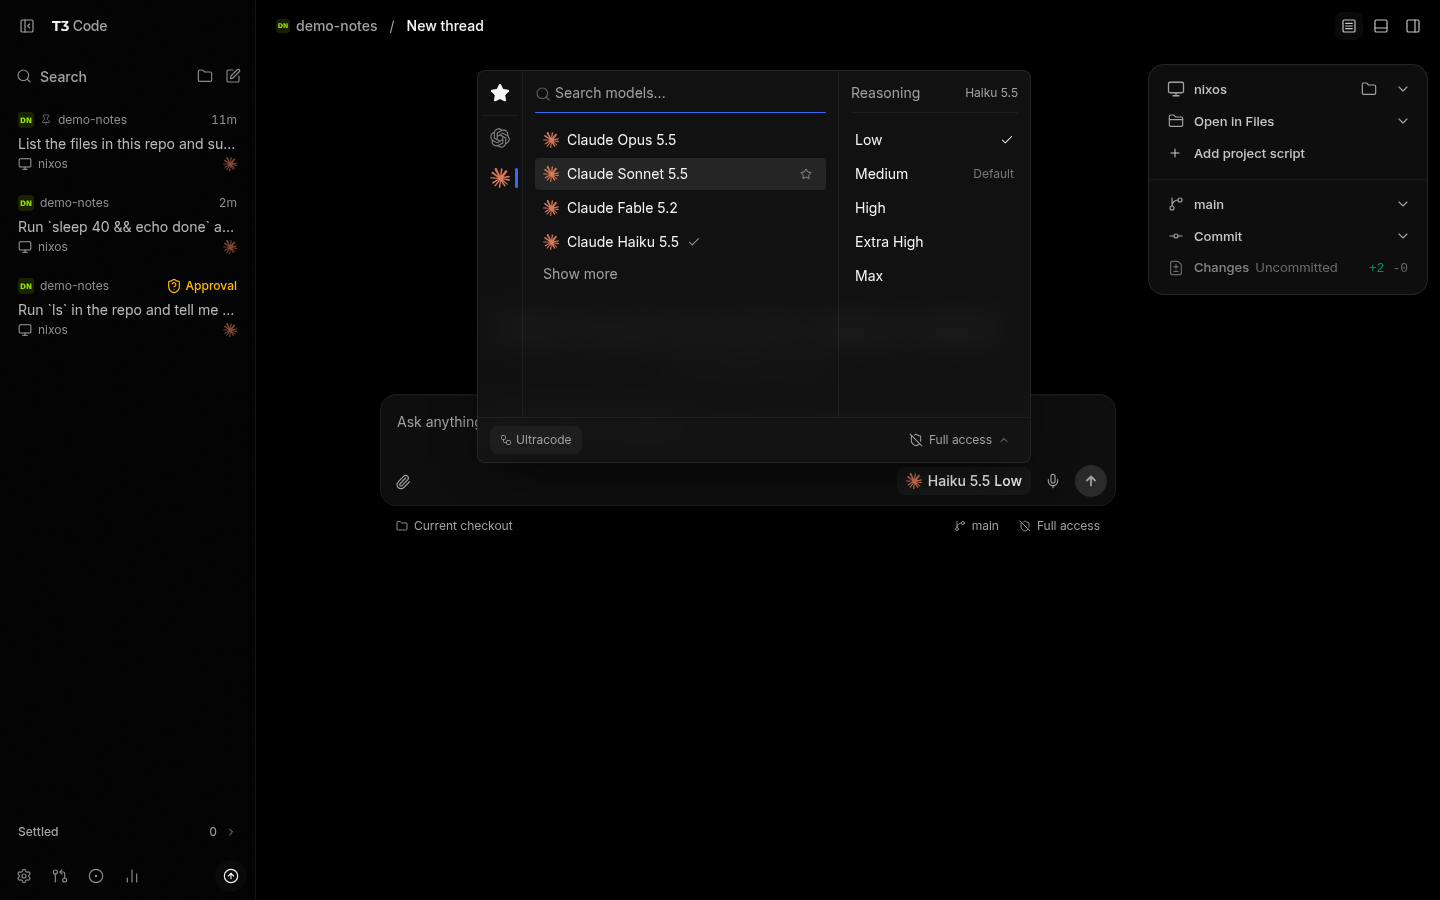 T3 Code
Search
DN demo-notes 11m
List the files in this repo and su...
nixos
DN demo-notes 2m
Run `sleep 40 && echo done` a...
nixos
DN demo-notes Approval
Run `ls` in the repo and tell me ...
nixos
Settled 0
DN demo-notes / New thread
Search models...
Claude Opus 5.5
Claude Sonnet 5.5
Claude Fable 5.2
Claude Haiku 5.5
Show more
Reasoning Haiku 5.5
Low
Medium Default
High
Extra High
Max
Ultracode Full access
Ask anything
Haiku 5.5 Low
Current checkout main Full access
nixos
Open in Files
Add project script
main
Commit
Changes Uncommitted +2 -0